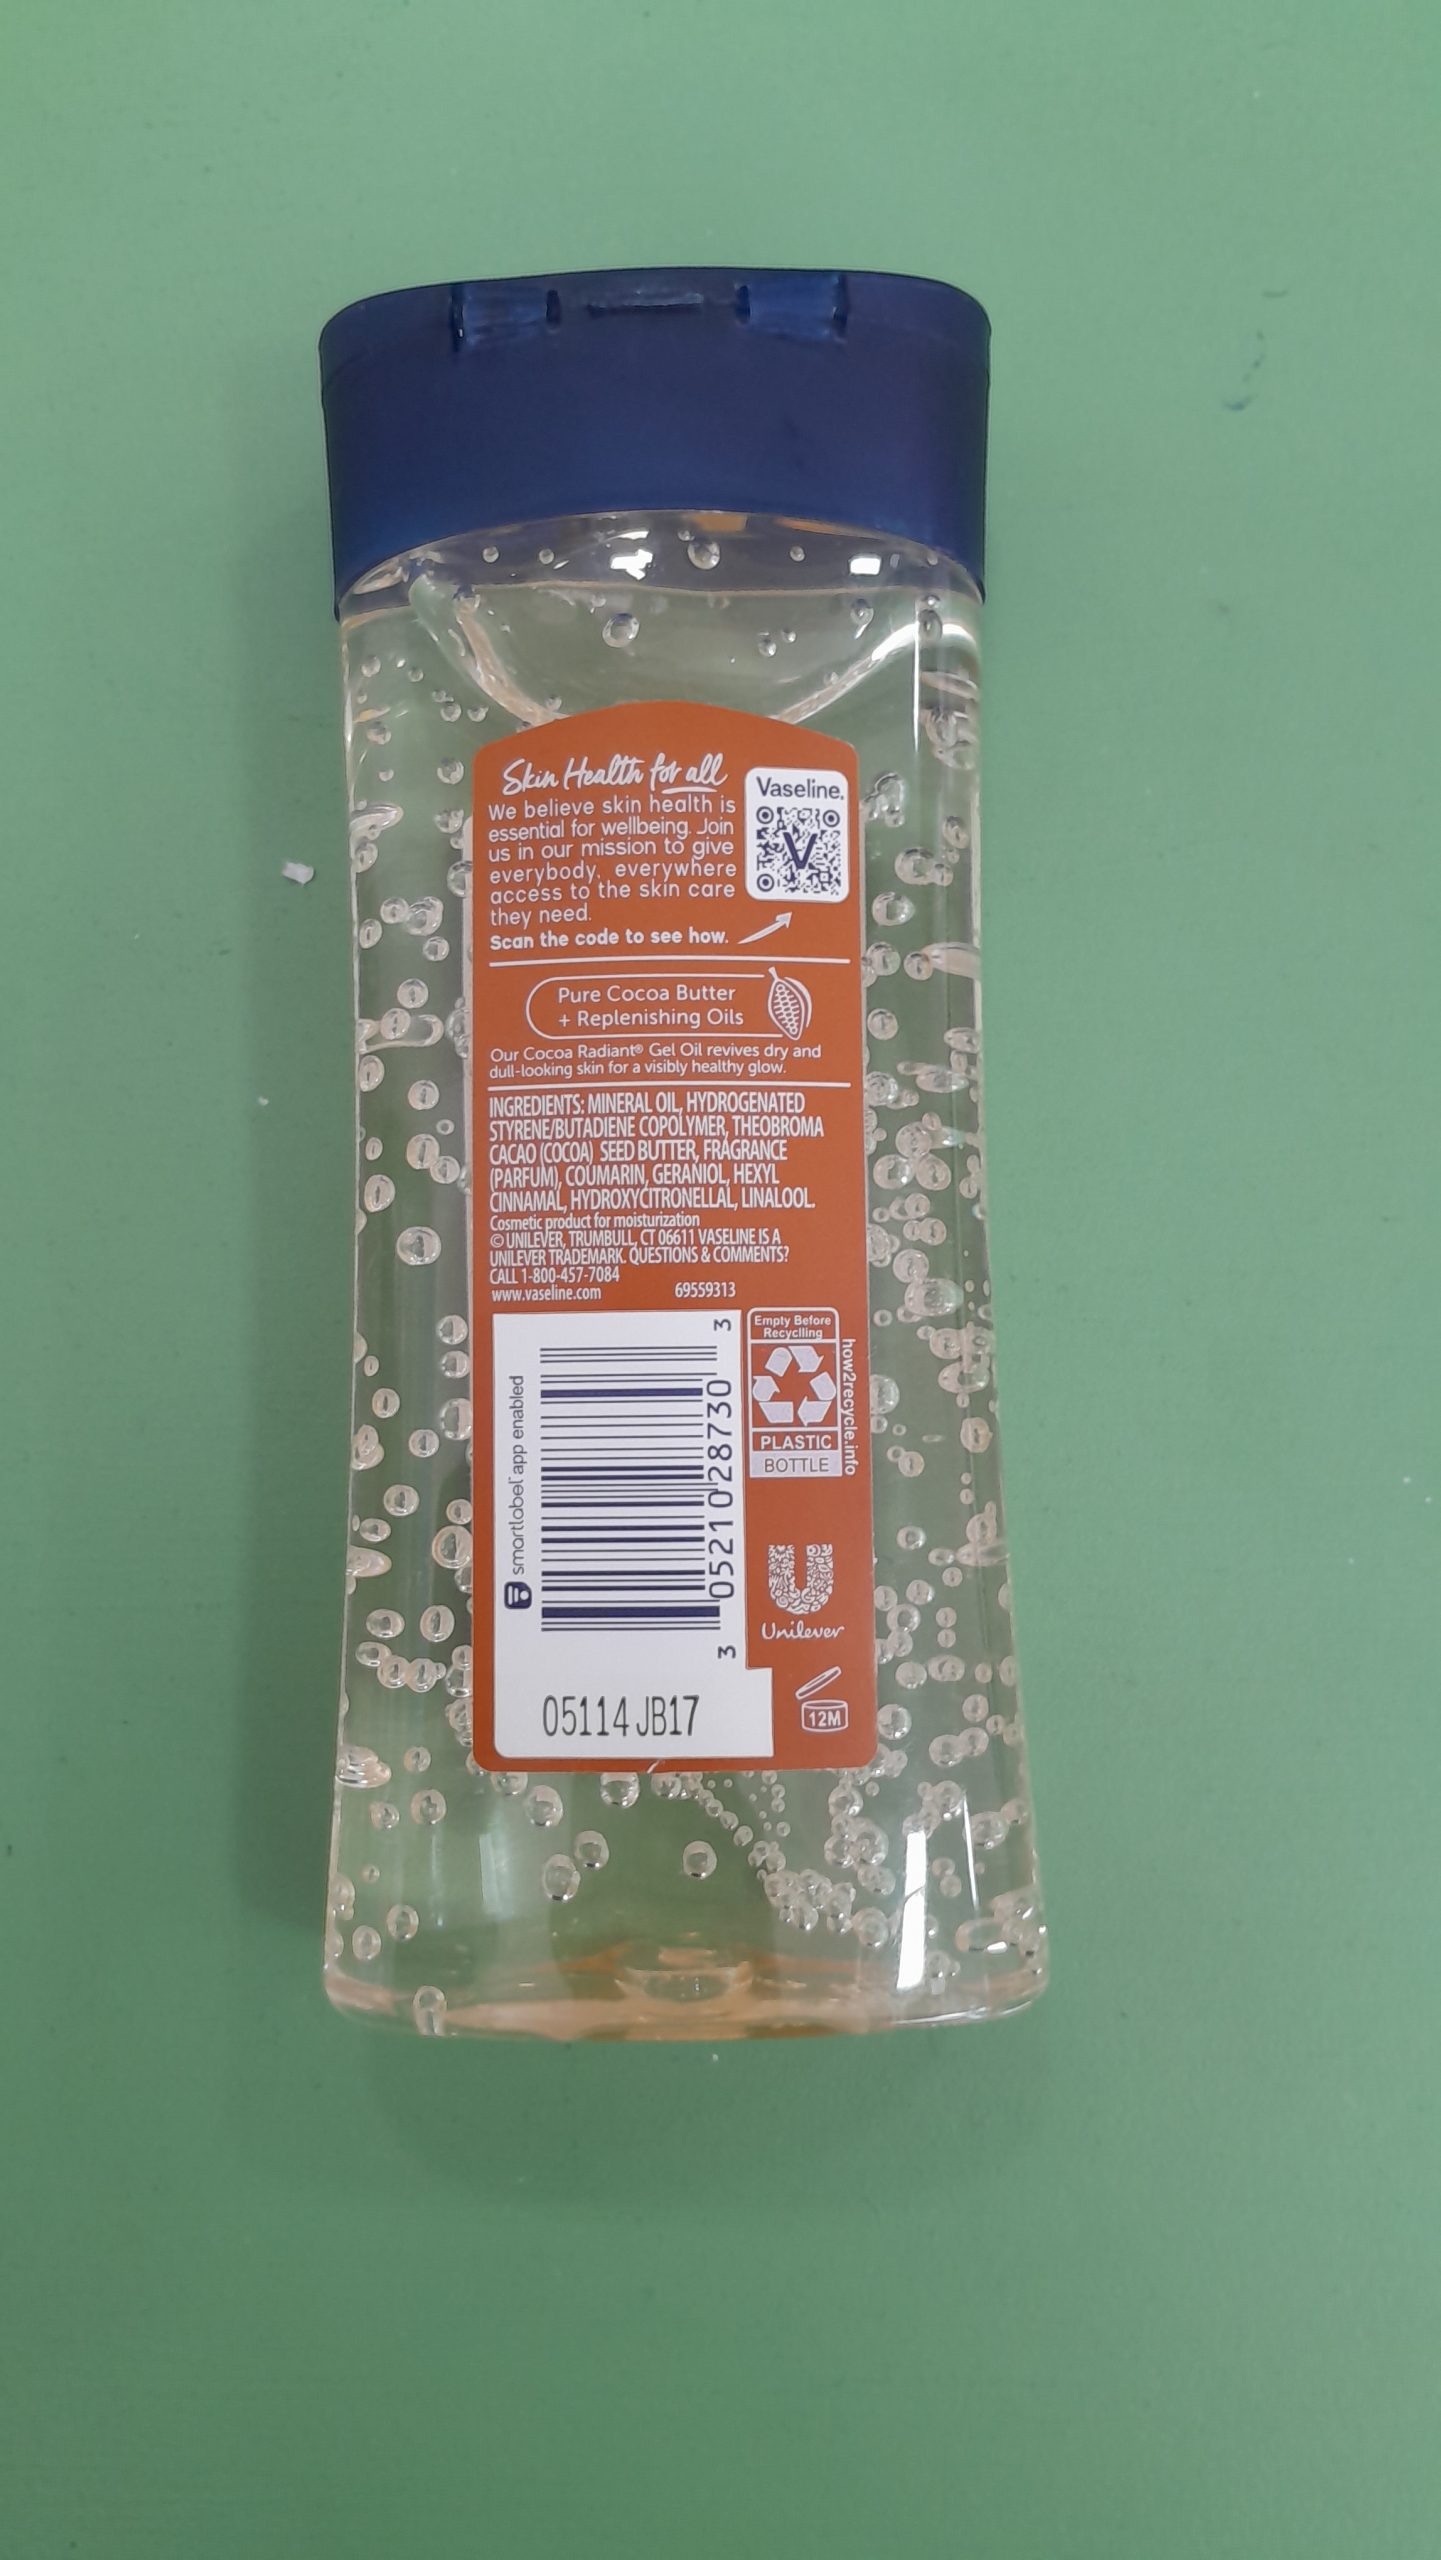 Skin Health for all
We believe skin health is
essential for wellbeing. Join
us in our mission to give
everybody, everywhere
access to the skin care
they need.
Scan the code to see how.
Vaseline.
V
Pure Cocoa Butter
+ Replenishing Oils
Our Cocoa Radiant® Gel Oil revives dry and
dull-looking skin for a visibly healthy glow.
INGREDIENTS: MINERAL OIL, HYDROGENATED
STYRENE/BUTADIENE COPOLYMER, THEOBROMA
CACAO (COCOA) SEED BUTTER, FRAGRANCE
(PARFUM), COUMARIN, GERANIOL, HEXYL
CINNAMAL, HYDROXYCITRONELLAL, LINALOOL.
Cosmetic product for moisturization
© UNILEVER, TRUMBULL, CT 06611 VASELINE IS A
UNILEVER TRADEMARK. QUESTIONS & COMMENTS?
CALL 1-800-457-7084
www.vaseline.com 69559313
smartlabel™ app enabled
3 05210 28730 3
Empty Before
Recyclling
PLASTIC
BOTTLE
how2recycle.info
U
Unilever
05114 JB17
12M